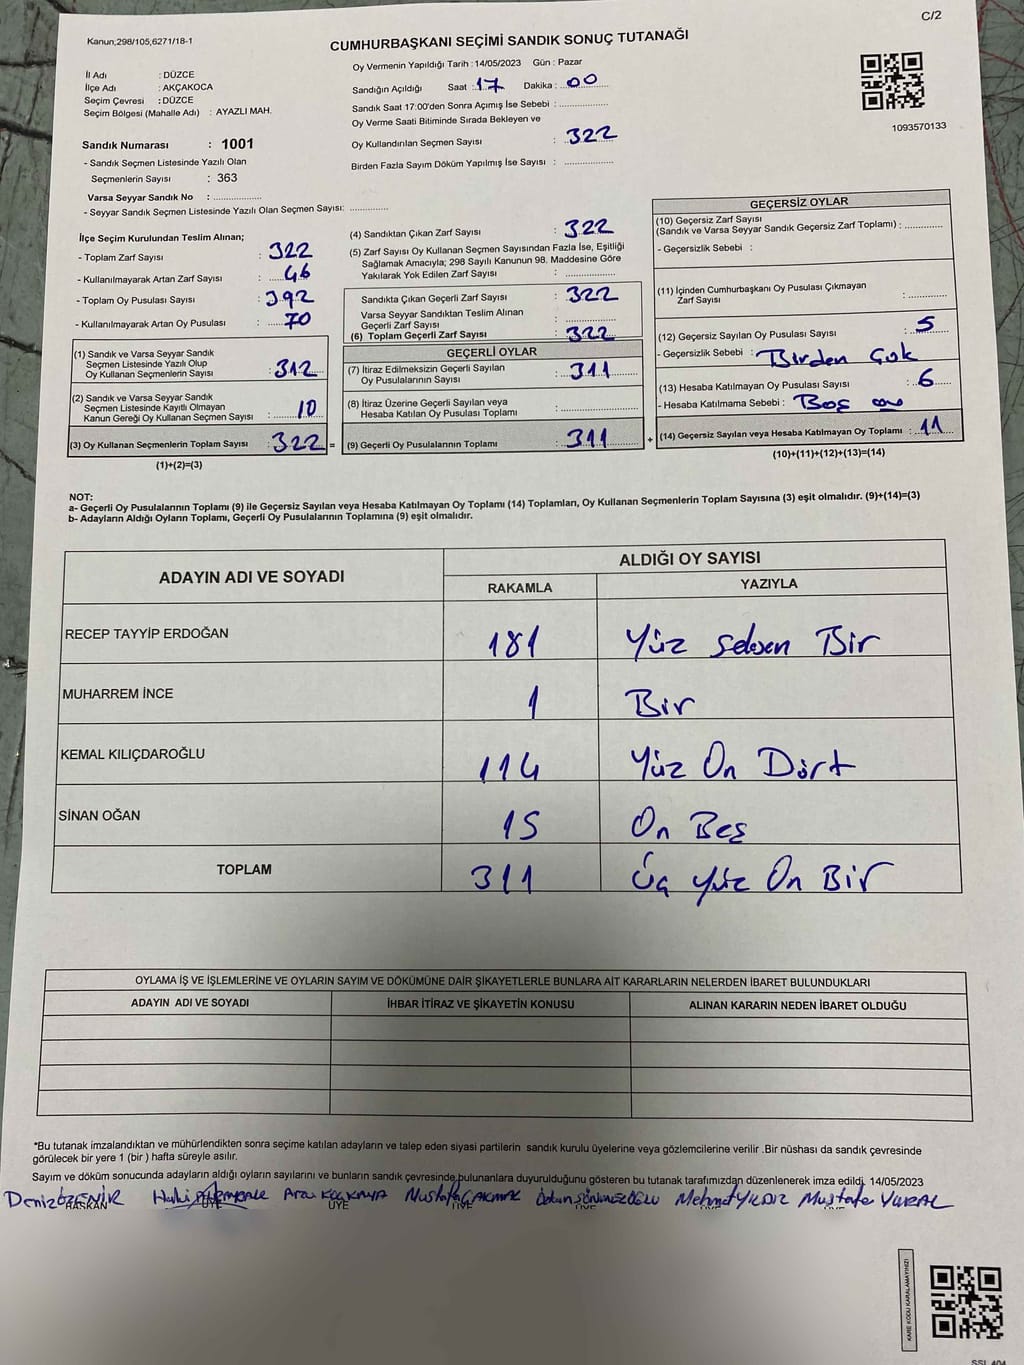 C/2
Kanun;298/105,6271/18-1
CUMHURBAŞKANI SEÇİMİ SANDIK SONUÇ TUTANAĞI
İl Adı : DÜZCE
İlçe Adı : AKÇAKOCA
Seçim Çevresi : DÜZCE
Seçim Bölgesi (Mahalle Adı) : AYAZLI MAH.
Sandık Numarası : 1001
- Sandık Seçmen Listesinde Yazılı Olan
Seçmenlerin Sayısı : 363
Varsa Seyyar Sandık No : ................
- Seyyar Sandık Seçmen Listesinde Yazılı Olan Seçmen Sayısı: .............
Oy Vermenin Yapıldığı Tarih : 14/05/2023 Gün : Pazar
Sandığın Açıldığı Saat : 17 Dakika : 00
Sandık Saat 17:00'den Sonra Açımış İse Sebebi : ................
Oy Verme Saati Bitiminde Sırada Bekleyen ve
Oy Kullandırılan Seçmen Sayısı : 322
Birden Fazla Sayım Döküm Yapılmış İse Sayısı : ................
1093570133
İlçe Seçim Kurulundan Teslim Alınan;
- Toplam Zarf Sayısı : 322
- Kullanılmayarak Artan Zarf Sayısı : 46
- Toplam Oy Pusulası Sayısı : 392
- Kullanılmayarak Artan Oy Pusulası : 70
(1) Sandık ve Varsa Seyyar Sandık
Seçmen Listesinde Yazılı Olup
Oy Kullanan Seçmenlerin Sayısı : 312
(2) Sandık ve Varsa Seyyar Sandık
Seçmen Listesinde Kayıtlı Olmayan
Kanun Gereği Oy Kullanan Seçmen Sayısı : 10
(3) Oy Kullanan Seçmenlerin Toplam Sayısı : 322 =
(1)+(2)=(3)
(4) Sandıktan Çıkan Zarf Sayısı : 322
(5) Zarf Sayısı Oy Kullanan Seçmen Sayısından Fazla İse, Eşitliği
Sağlamak Amacıyla; 298 Sayılı Kanunun 98. Maddesine Göre
Yakılarak Yok Edilen Zarf Sayısı : ................
Sandıkta Çıkan Geçerli Zarf Sayısı : 322
Varsa Seyyar Sandıktan Teslim Alınan
Geçerli Zarf Sayısı : ................
(6) Toplam Geçerli Zarf Sayısı : 322
GEÇERLİ OYLAR
(7) İtiraz Edilmeksizin Geçerli Sayılan
Oy Pusulalarının Sayısı : 311
(8) İtiraz Üzerine Geçerli Sayılan veya
Hesaba Katılan Oy Pusulası Toplamı : ................
(9) Geçerli Oy Pusulalarının Toplamı : 311 +
GEÇERSİZ OYLAR
(10) Geçersiz Zarf Sayısı
(Sandık ve Varsa Seyyar Sandık Geçersiz Zarf Toplamı) : .............
- Geçersizlik Sebebi :
(11) İçinden Cumhurbaşkanı Oy Pusulası Çıkmayan
Zarf Sayısı : .............
(12) Geçersiz Sayılan Oy Pusulası Sayısı : 5
- Geçersizlik Sebebi : Birden Çok
(13) Hesaba Katılmayan Oy Pusulası Sayısı : 6
- Hesaba Katılmama Sebebi : Boş
(14) Geçersiz Sayılan veya Hesaba Katılmayan Oy Toplamı : 11
(10)+(11)+(12)+(13)=(14)
NOT:
a- Geçerli Oy Pusulalarının Toplamı (9) ile Geçersiz Sayılan veya Hesaba Katılmayan Oy Toplamı (14) Toplamları, Oy Kullanan Seçmenlerin Toplam Sayısına (3) eşit olmalıdır. (9)+(14)=(3)
b- Adayların Aldığı Oyların Toplamı, Geçerli Oy Pusulalarının Toplamına (9) eşit olmalıdır.
ADAYIN ADI VE SOYADI
ALDIĞI OY SAYISI
RAKAMLA YAZIYLA
RECEP TAYYİP ERDOĞAN 181 Yüz seksen Bir
MUHARREM İNCE 1 Bir
KEMAL KILIÇDAROĞLU 114 Yüz On Dört
SİNAN OĞAN 15 On Beş
TOPLAM 311 Üç yüz On Bir
OYLAMA İŞ VE İŞLEMLERİNE VE OYLARIN SAYIM VE DÖKÜMÜNE DAİR ŞİKAYETLERLE BUNLARA AİT KARARLARIN NELERDEN İBARET BULUNDUKLARI
ADAYIN ADI VE SOYADI İHBAR İTİRAZ VE ŞİKAYETİN KONUSU ALINAN KARARIN NEDEN İBARET OLDUĞU
*Bu tutanak imzalandıktan ve mühürlendikten sonra seçime katılan adayların ve talep eden siyasi partilerin sandık kurulu üyelerine veya gözlemcilerine verilir .Bir nüshası da sandık çevresinde
görülecek bir yere 1 (bir ) hafta süreyle asılır.
Sayım ve döküm sonucunda adayların aldığı oyların sayılarını ve bunların sandık çevresinde bulunanlara duyurulduğunu gösteren bu tutanak tarafımızdan düzenlenerek imza edildi. 14/05/2023
Deniz ÖZENİR Mustafa ÇAKMAK Mehmet YILDIZ Mustafa VURAL
BAŞKAN ÜYE ÜYE ÜYE ÜYE
KARE KODU KARALAMAYINIZ!